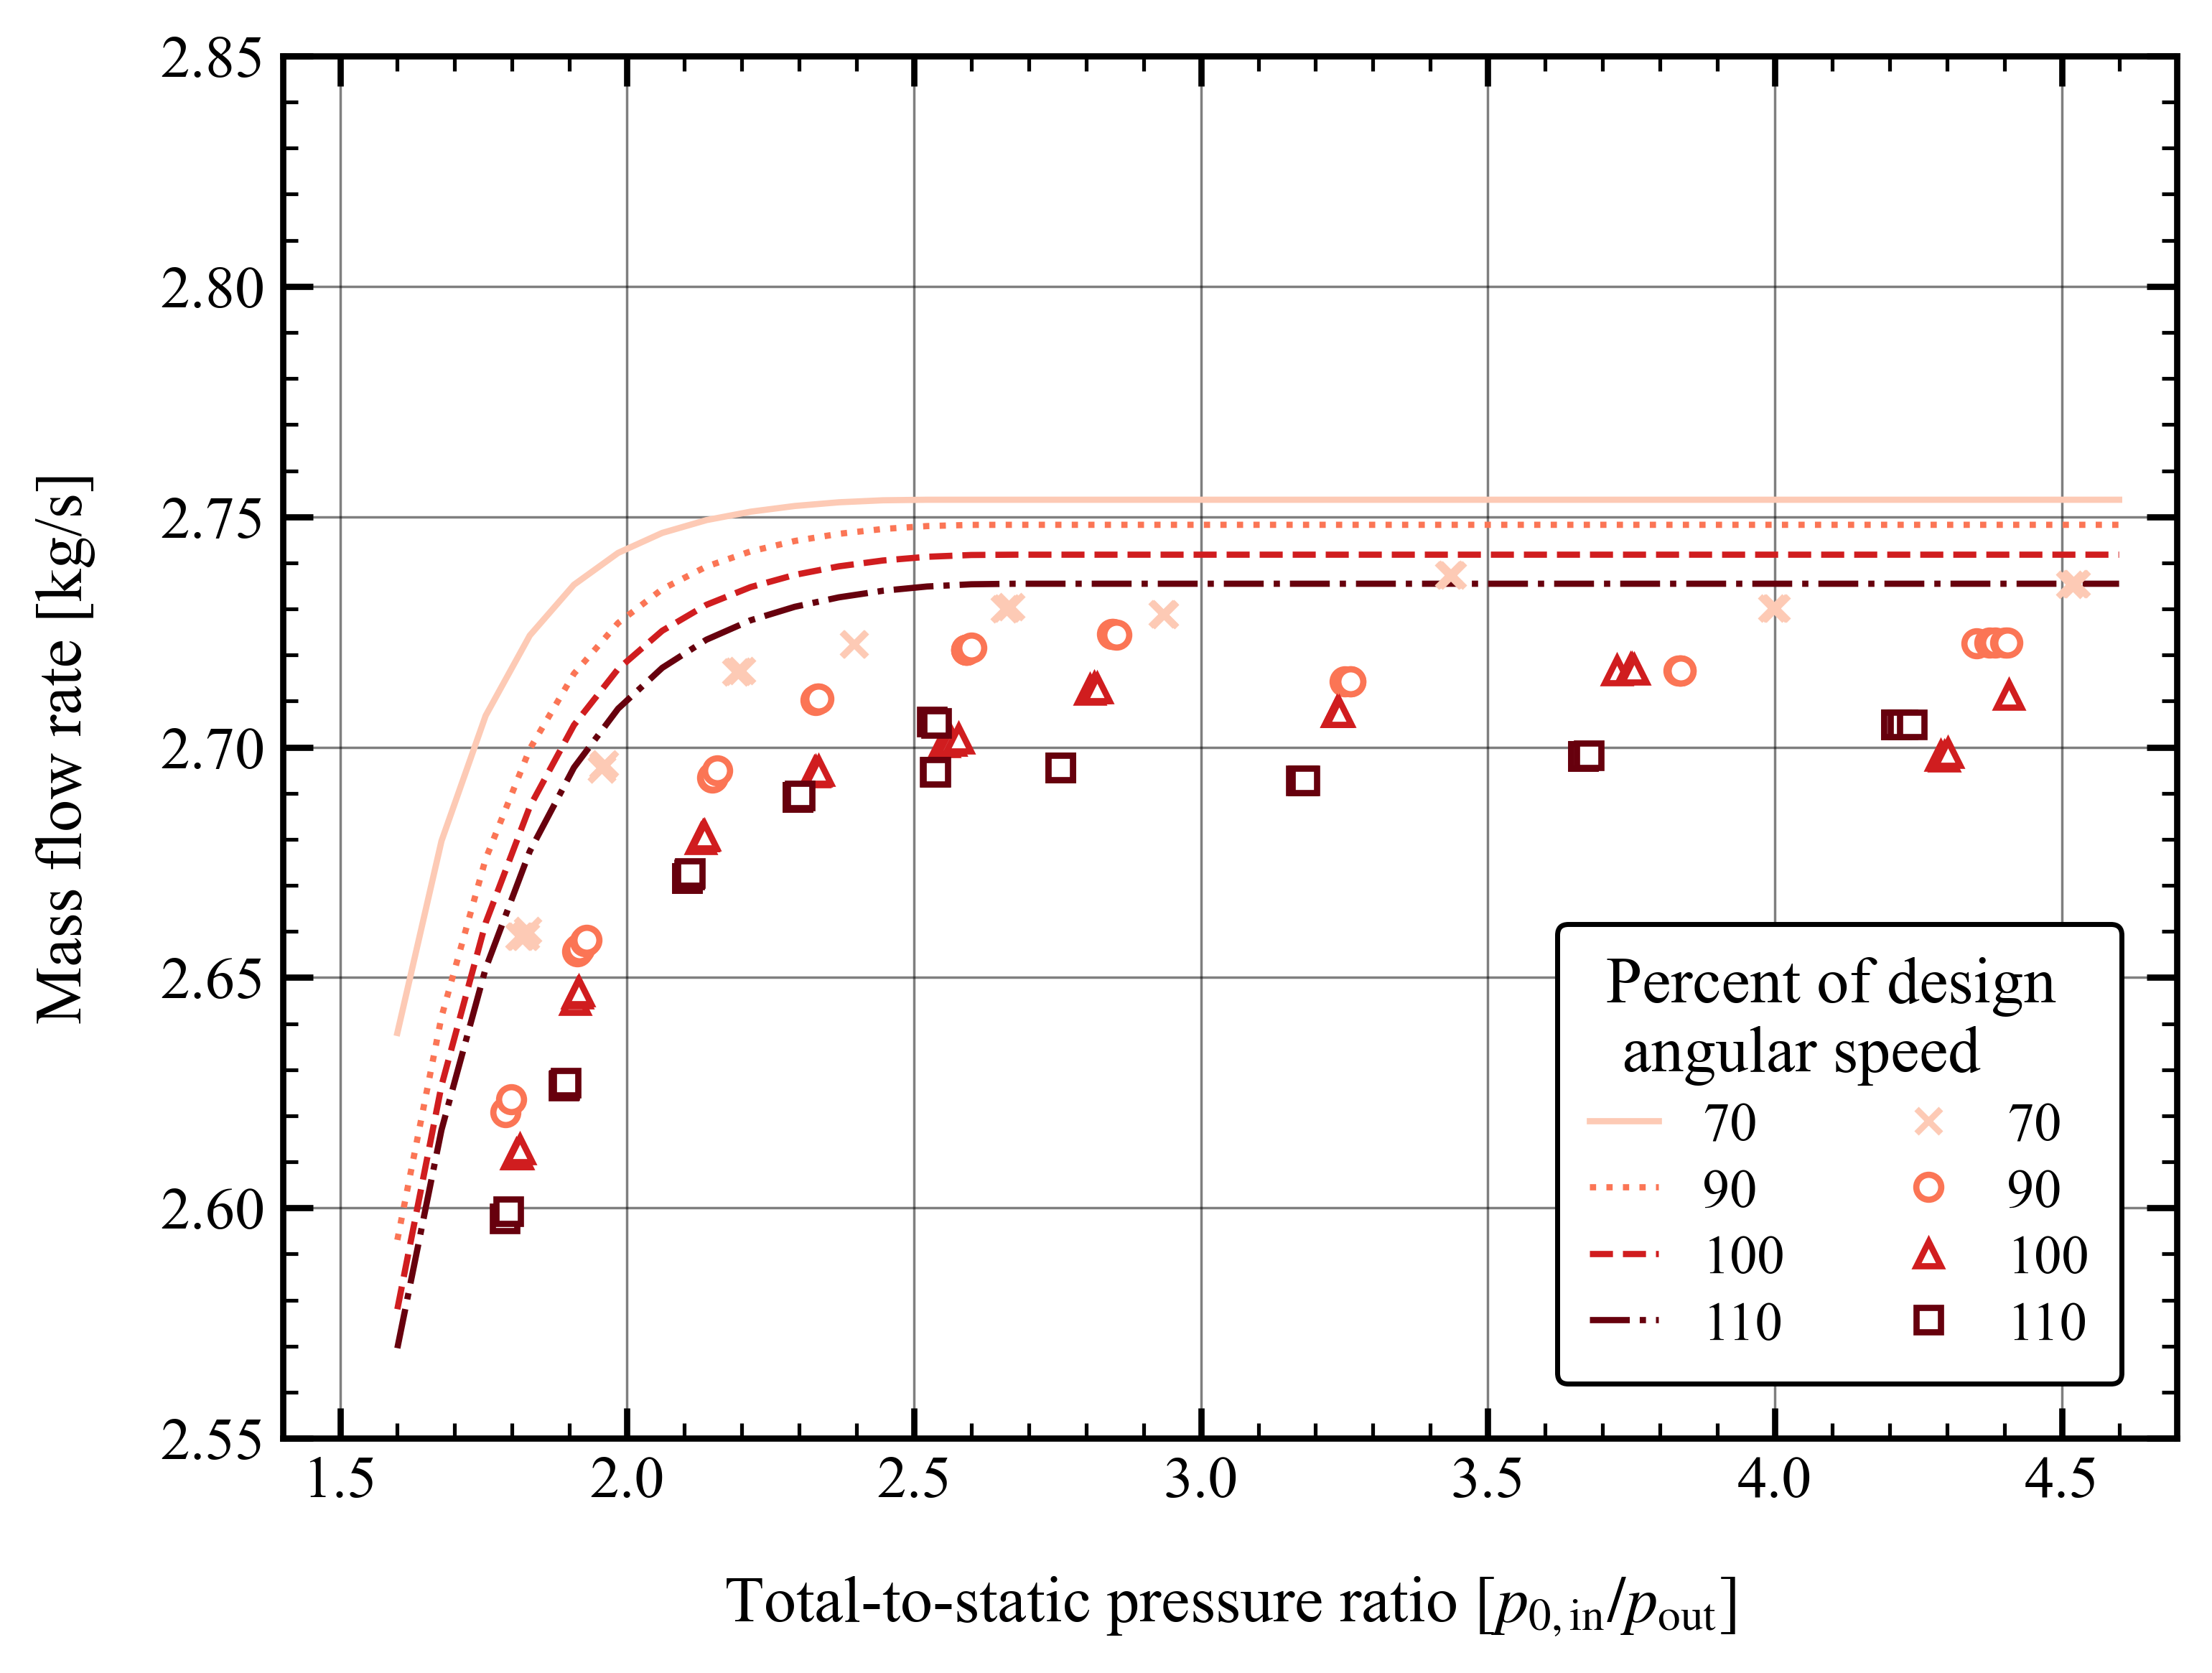 2.85
2.80
2.75
2.70
2.65
2.60
2.55
Mass flow rate [kg/s]
1.5 2.0 2.5 3.0 3.5 4.0 4.5
Total-to-static pressure ratio [p0, in/pout]
Percent of design
angular speed
70 70
90 90
100 100
110 110